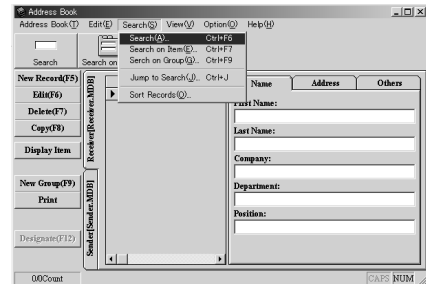 Address Book
Address Book(T) Edit(E) Search(S) View(V) Option(O) Help(H)
Search(A)... Ctrl+F6
Search on Item(E)... Ctrl+F7
Serch on Group(G)... Ctrl+F9
Jump to Search(J)... Ctrl+J
Sort Records(O)...
Search
Search on
New Record(F5)
Edit(F6)
Delete(F7)
Copy(F8)
Display Item
New Group(F9)
Print
Designate(F12)
Receiver[Receiver.MDB]
Sender[Sender.MDB]
Name Address Others
First Name:
Last Name:
Company:
Department:
Position:
0/0Count
CAPS NUM